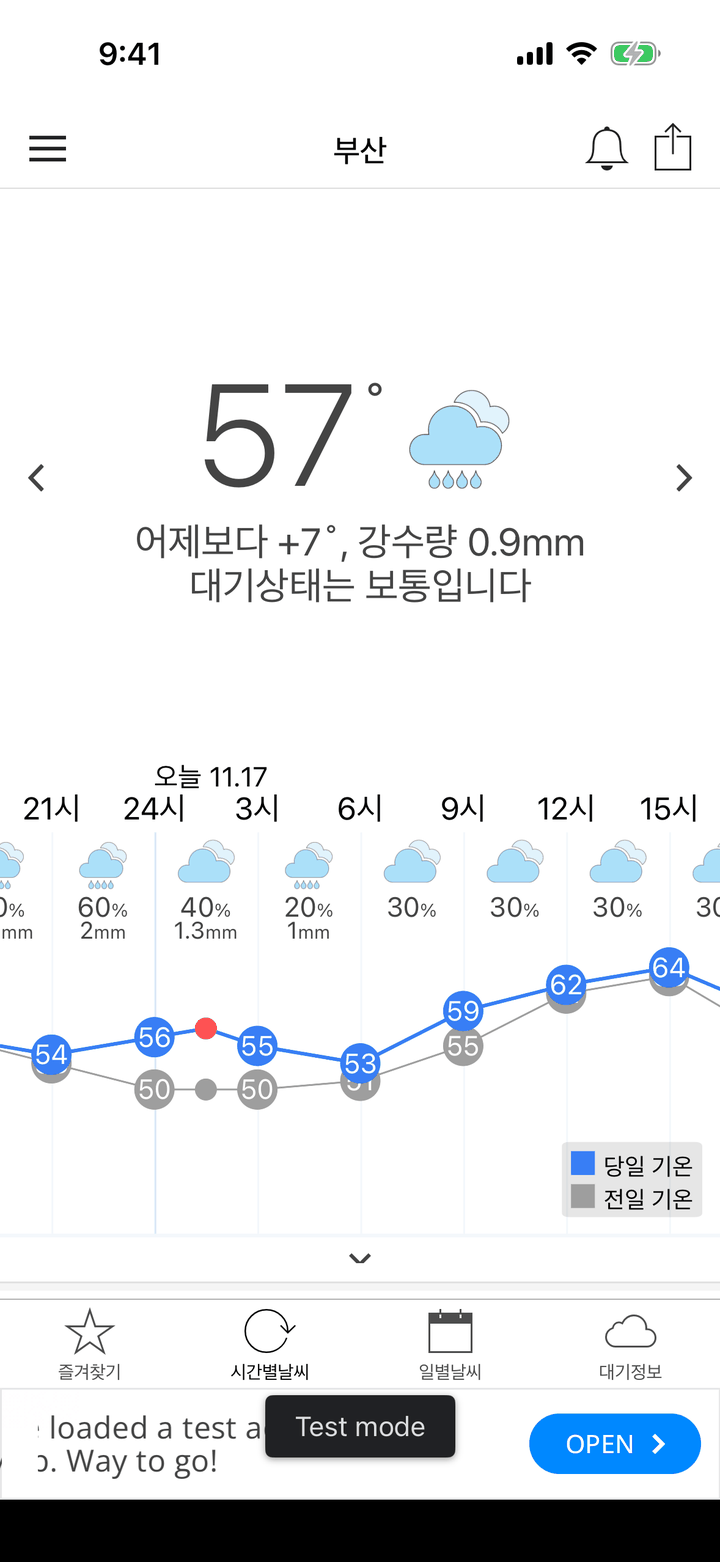 9:41
부산
57°
어제보다 +7°, 강수량 0.9mm
대기상태는 보통입니다
오늘 11.17
21시 24시 3시 6시 9시 12시 15시
0% 60% 40% 20% 30% 30% 30% 30
mm 2mm 1.3mm 1mm
54 56 55 53 59 62 64
50 50 51 55
당일 기온
전일 기온
즐겨찾기 시간별날씨 일별날씨 대기정보
loaded a test a
Test mode
. Way to go!
OPEN